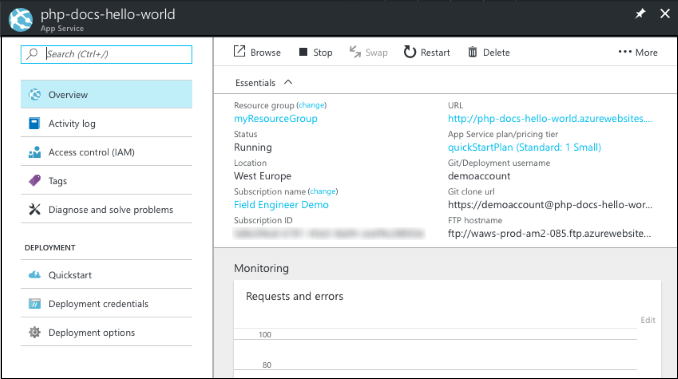 php-docs-hello-world
App Service
Search (Ctrl+/)
Overview
Activity log
Access control (IAM)
Tags
Diagnose and solve problems
DEPLOYMENT
Quickstart
Deployment credentials
Deployment options
Browse Stop Swap Restart Delete ••• More
Essentials
Resource group (change)
myResourceGroup
Status
Running
Location
West Europe
Subscription name (change)
Field Engineer Demo
Subscription ID
URL
http://php-docs-hello-world.azurewebsites....
App Service plan/pricing tier
quickStartPlan (Standard: 1 Small)
Git/Deployment username
demoaccount
Git clone url
https://demoaccount@php-docs-hello-wor...
FTP hostname
ftp://waws-prod-am2-085.ftp.azurewebsite...
Monitoring
Requests and errors
Edit
100
80